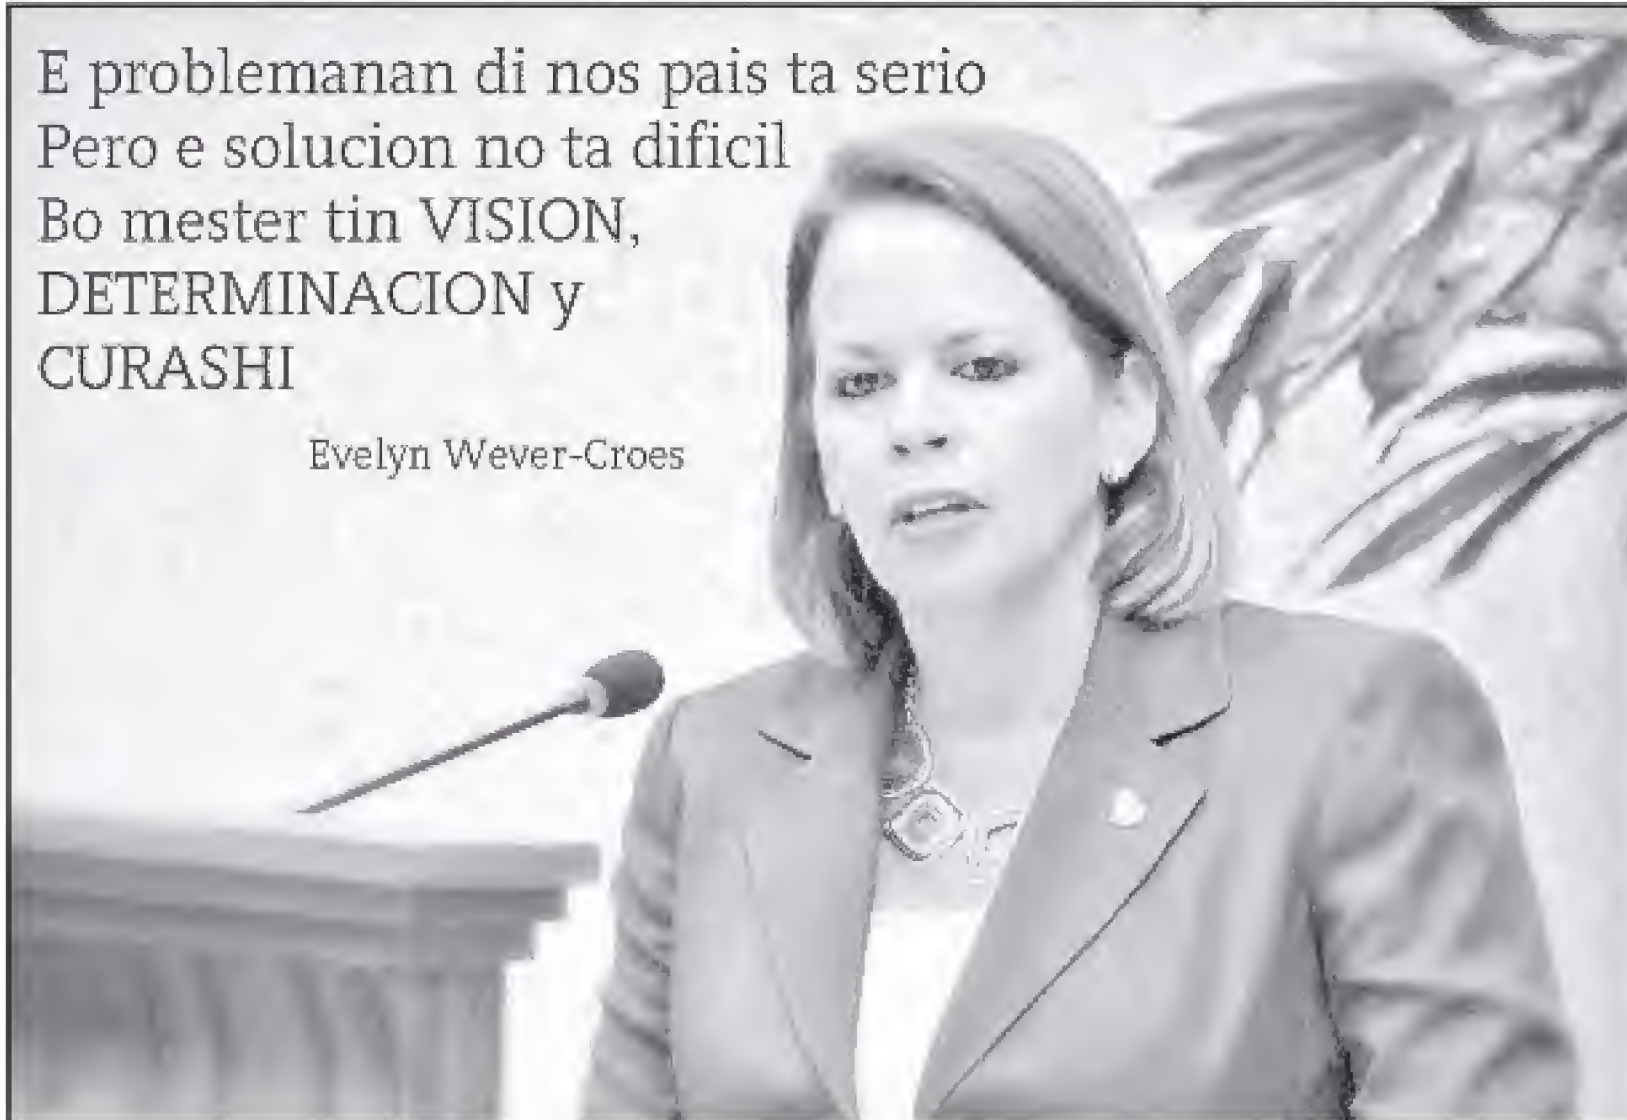 E problemanan di nos pais ta serio
Pero e solucion no ta dificil
Bo mester tin VISION,
DETERMINACION y
CURASHI
Evelyn Wever-Croes